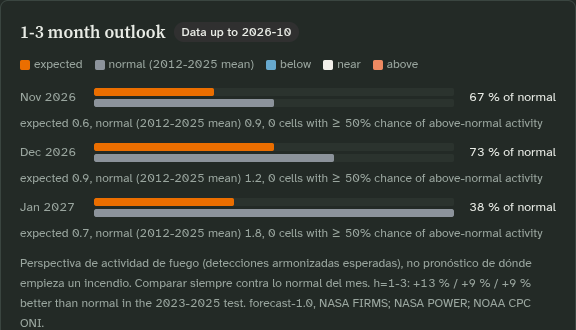 1-3 month outlook Data up to 2026-10
expected normal (2012-2025 mean) below near above
Nov 2026 67 % of normal
expected 0.6, normal (2012-2025 mean) 0.9, 0 cells with ≥ 50% chance of above-normal activity
Dec 2026 73 % of normal
expected 0.9, normal (2012-2025 mean) 1.2, 0 cells with ≥ 50% chance of above-normal activity
Jan 2027 38 % of normal
expected 0.7, normal (2012-2025 mean) 1.8, 0 cells with ≥ 50% chance of above-normal activity
Perspectiva de actividad de fuego (detecciones armonizadas esperadas), no pronóstico de dónde
empieza un incendio. Comparar siempre contra lo normal del mes. h=1-3: +13 % / +9 % / +9 %
better than normal in the 2023-2025 test. forecast-1.0, NASA FIRMS; NASA POWER; NOAA CPC
ONI.